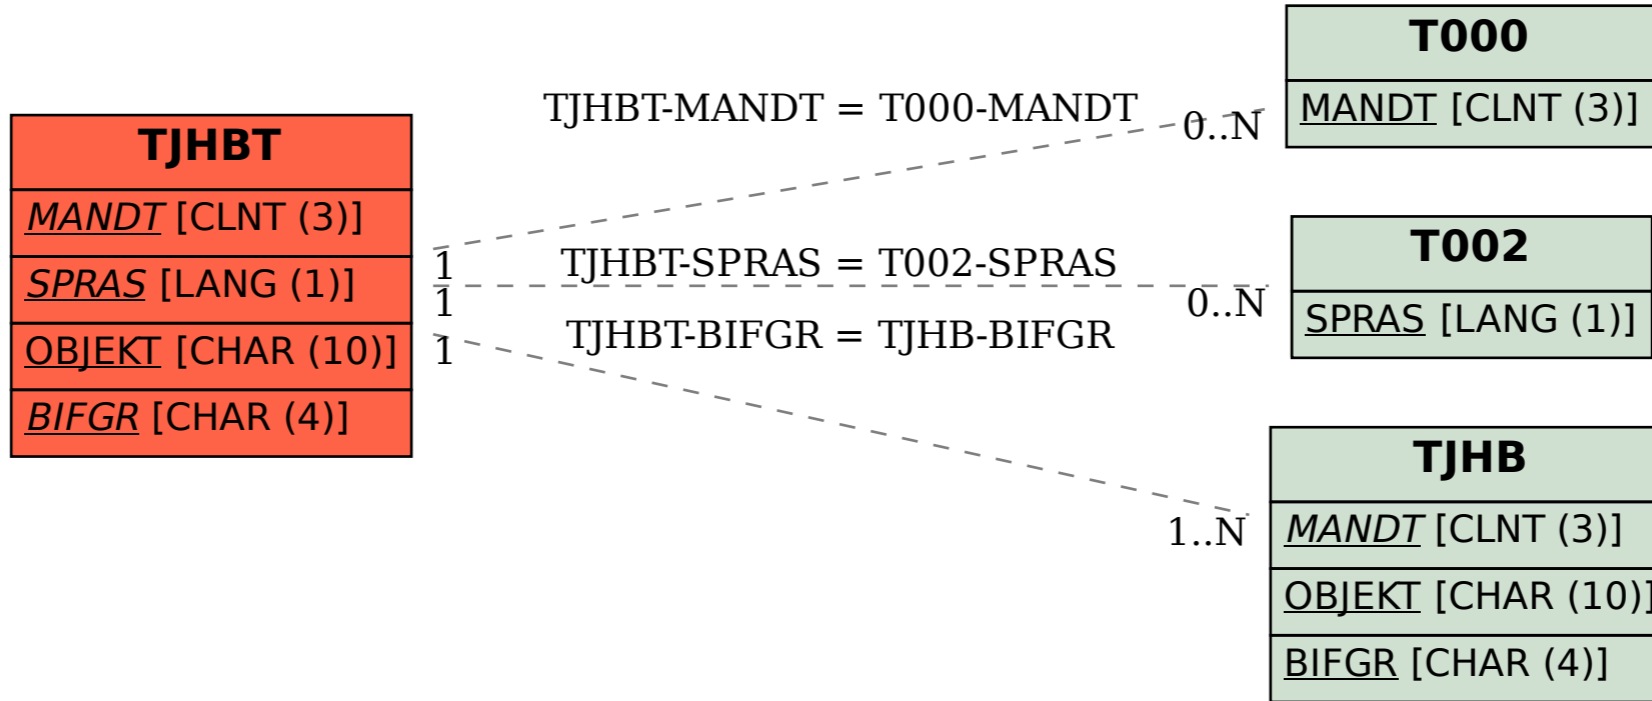 TJHBT
MANDT [CLNT (3)]
SPRAS [LANG (1)]
OBJEKT [CHAR (10)]
BIFGR [CHAR (4)]
TJHBT-MANDT = T000-MANDT
0..N
1
TJHBT-SPRAS = T002-SPRAS
1
0..N
TJHBT-BIFGR = TJHB-BIFGR
1
1..N
T000
MANDT [CLNT (3)]
T002
SPRAS [LANG (1)]
TJHB
MANDT [CLNT (3)]
OBJEKT [CHAR (10)]
BIFGR [CHAR (4)]